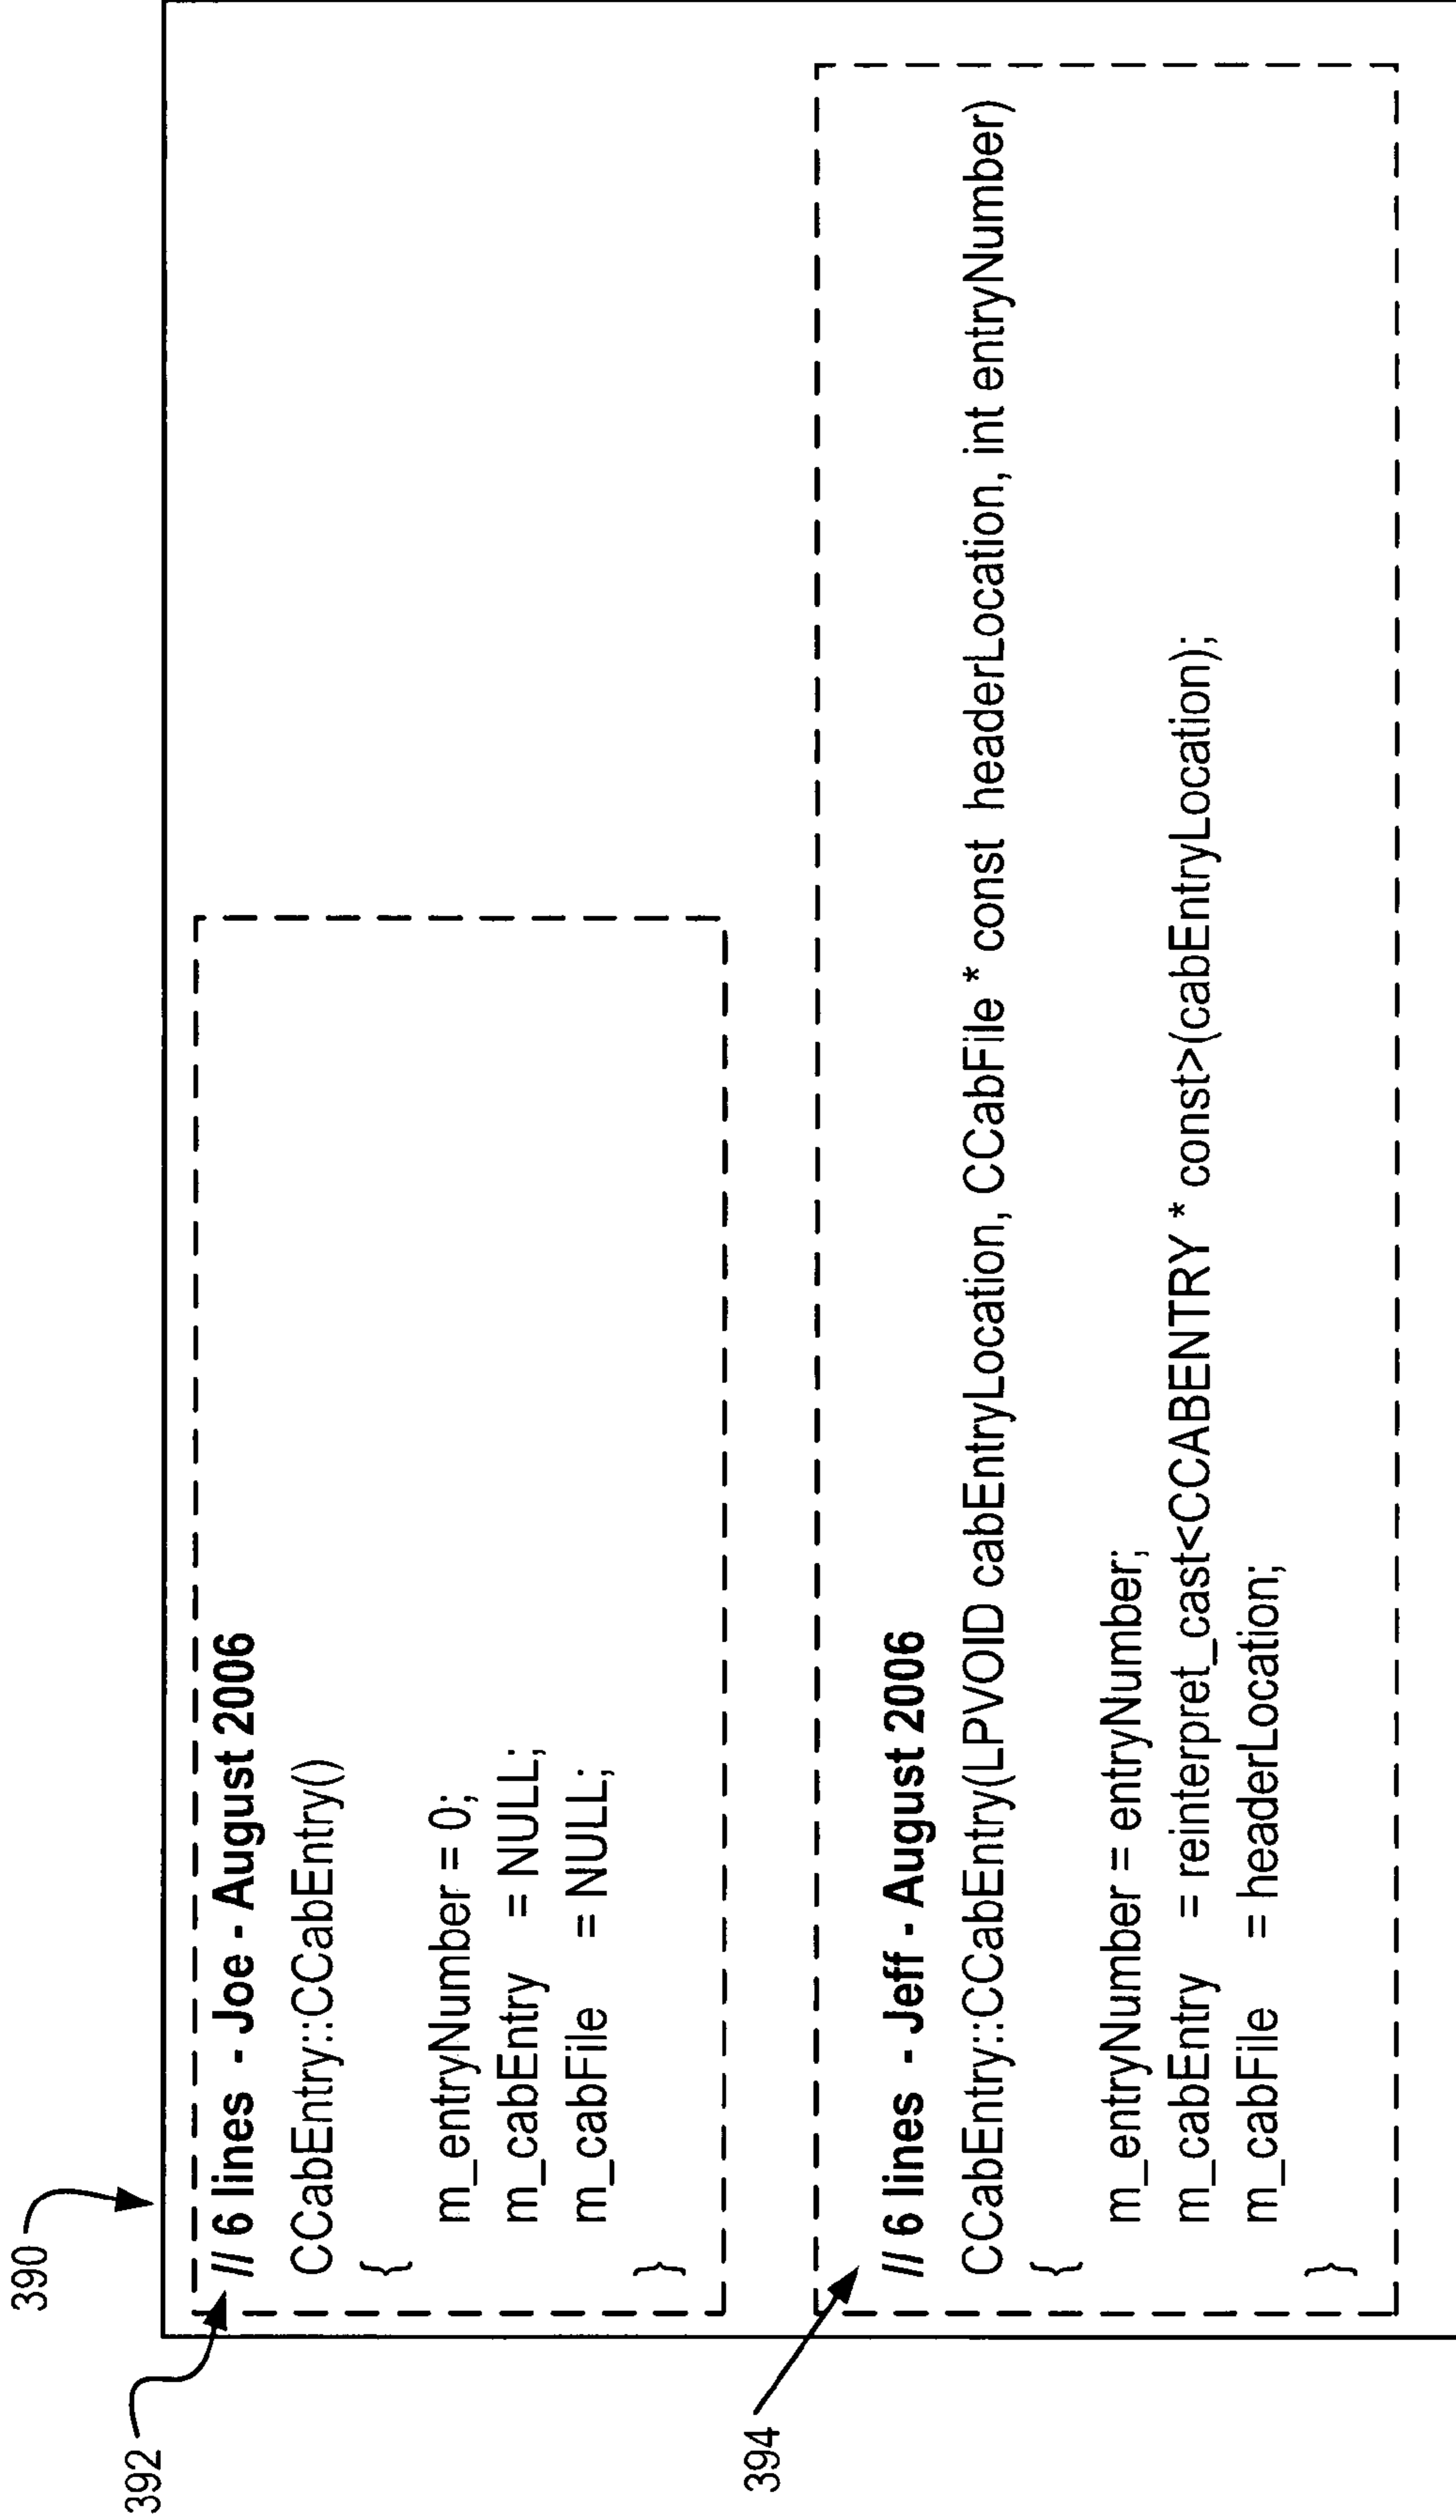 390
392
// 6 lines - Joe - August 2006
CCabEntry::CCabEntry()
{
m_entryNumber = 0;
m_cabEntry = NULL;
m_cabFile = NULL;
}
394
// 6 lines - Jeff - August 2006
CCabEntry::CCabEntry(LPVOID cabEntryLocation, CCabFile * const headerLocation, int entryNumber)
{
m_entryNumber = entryNumber;
m_cabEntry = reinterpret_cast<CCABENTRY * const>(cabEntryLocation);
m_cabFile = headerLocation;
}